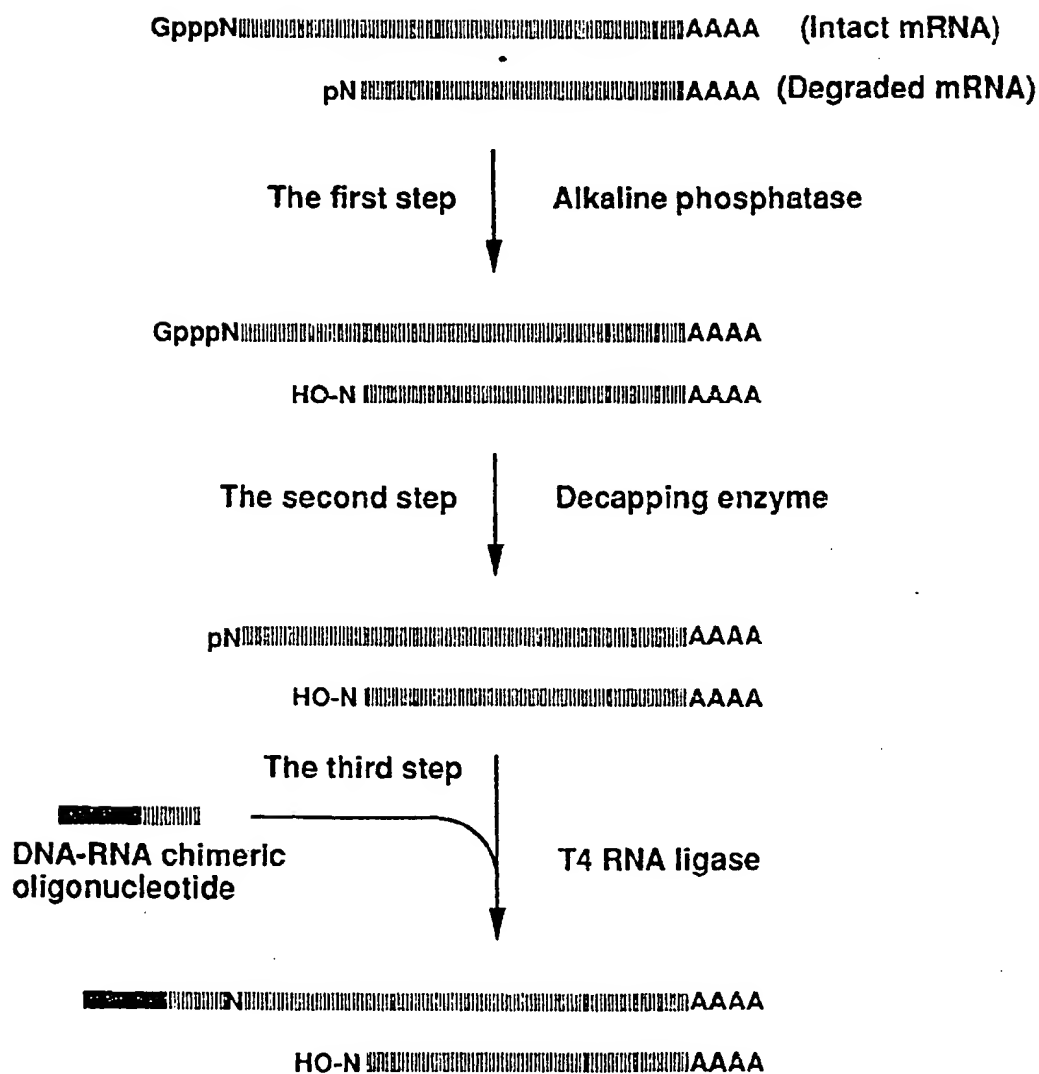 GpppN AAAA (Intact mRNA)
pN AAAA (Degraded mRNA)
The first step Alkaline phosphatase
GpppN AAAA
HO-N AAAA
The second step Decapping enzyme
pN AAAA
HO-N AAAA
The third step
DNA-RNA chimeric
oligonucleotide
T4 RNA ligase
N AAAA
HO-N AAAA